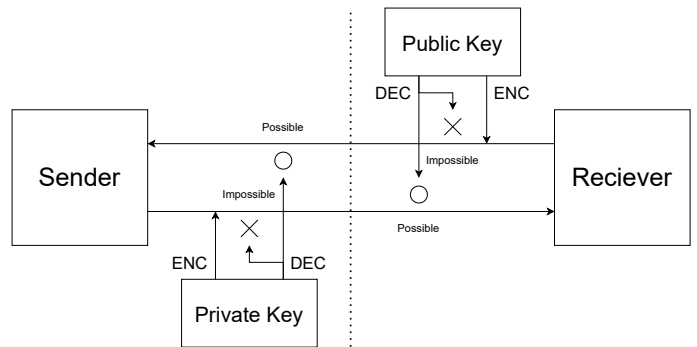 Public Key
DEC
ENC
Possible
Sender
Impossible
Reciever
Impossible
Possible
ENC
DEC
Private Key